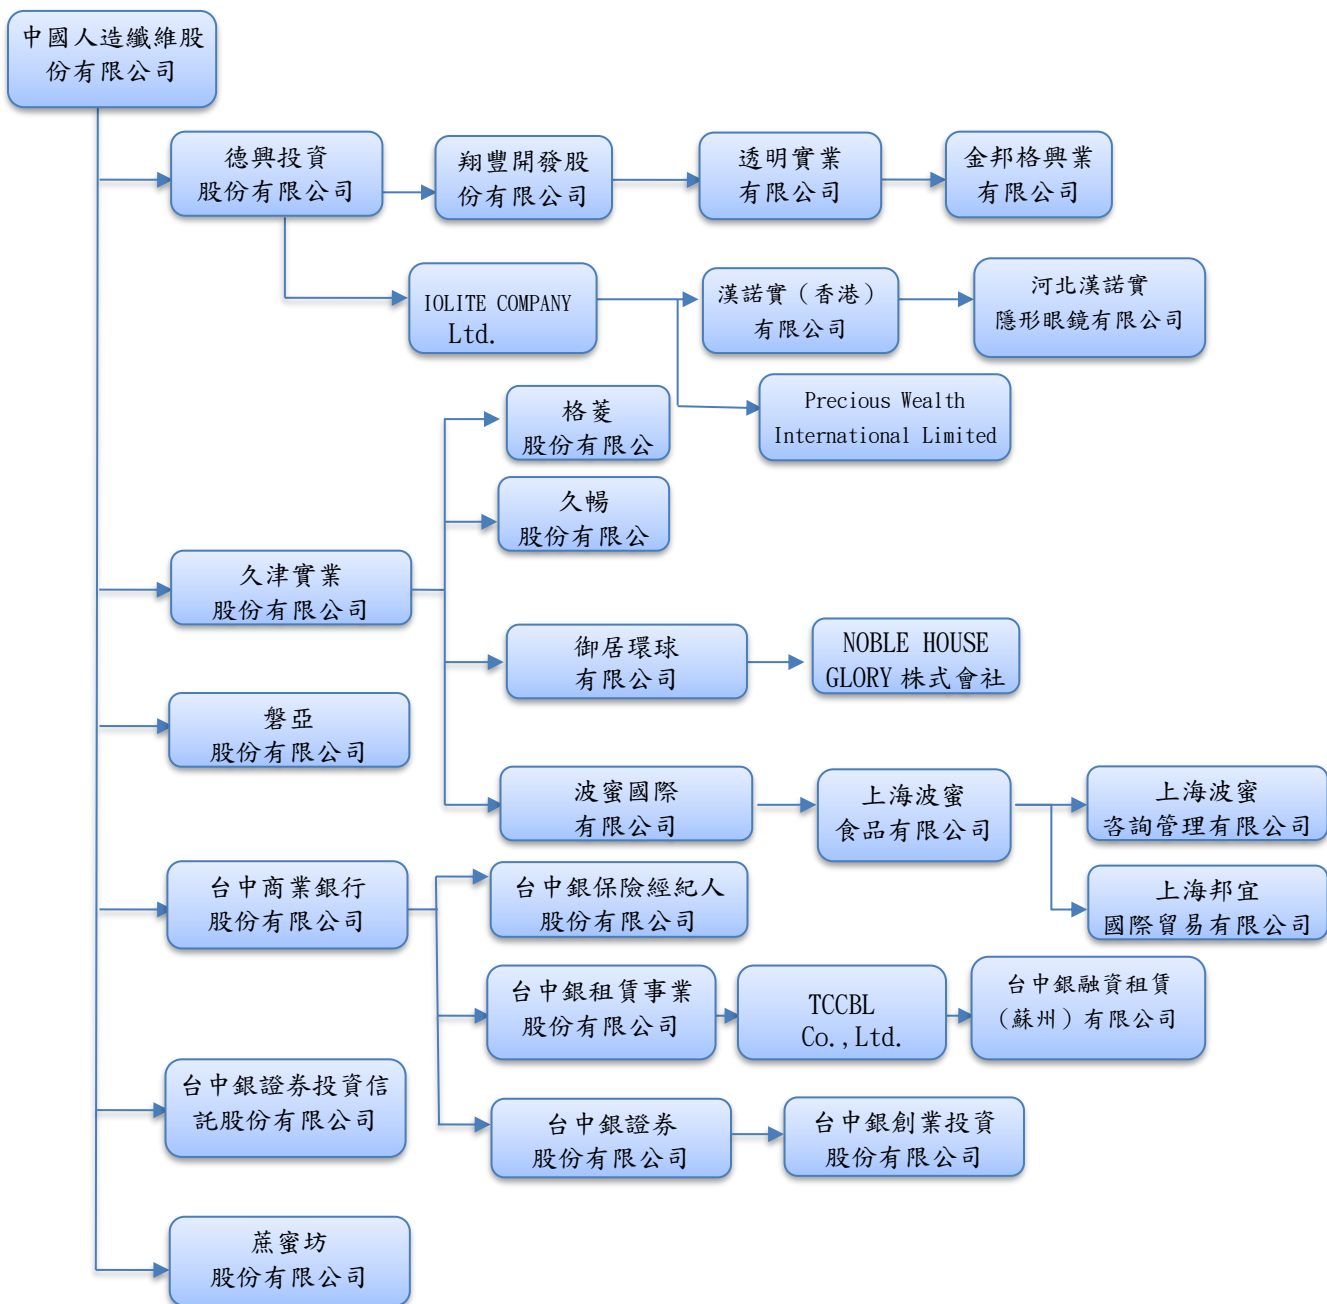 中國人造纖維股
份有限公司
德興投資
股份有限公司
翔豐開發股
份有限公司
透明實業
有限公司
金邦格興業
有限公司
IOLITE COMPANY
Ltd.
漢諾實（香港）
有限公司
河北漢諾實
隱形眼鏡有限公司
Precious Wealth
International Limited
格菱
股份有限公
久暢
股份有限公
久津實業
股份有限公司
御居環球
有限公司
NOBLE HOUSE
GLORY 株式會社
磐亞
股份有限公司
波蜜國際
有限公司
上海波蜜
食品有限公司
上海波蜜
咨詢管理有限公司
上海邦宜
國際貿易有限公司
台中商業銀行
股份有限公司
台中銀保險經紀人
股份有限公司
台中銀租賃事業
股份有限公司
TCCBL
Co.,Ltd.
台中銀融資租賃
（蘇州）有限公司
台中銀證券投資信
託股份有限公司
台中銀證券
股份有限公司
台中銀創業投資
股份有限公司
蔗蜜坊
股份有限公司